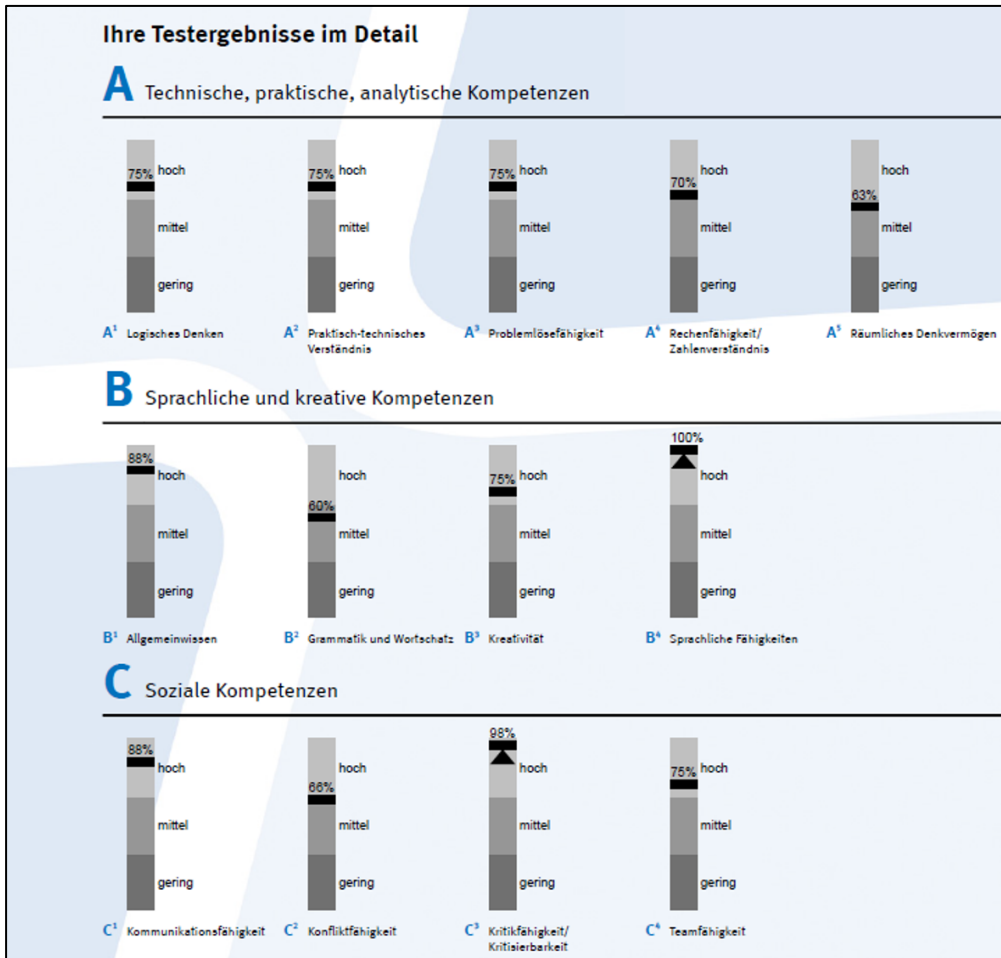 Ihre Testergebnisse im Detail
A Technische, praktische, analytische Kompetenzen
75% hoch 75% hoch 75% hoch 70% hoch 63% hoch
mittel mittel mittel mittel mittel
gering gering gering gering gering
A¹ Logisches Denken A² Praktisch-technisches A³ Problemlösefähigkeit A⁴ Rechenfähigkeit/ A⁵ Räumliches Denkvermögen
Verständnis Zahlenverständnis
B Sprachliche und kreative Kompetenzen
88% hoch 60% hoch 75% hoch 100% hoch
mittel mittel mittel mittel
gering gering gering gering
B¹ Allgemeinwissen B² Grammatik und Wortschatz B³ Kreativität B⁴ Sprachliche Fähigkeiten
C Soziale Kompetenzen
88% hoch 66% hoch 98% hoch 75% hoch
mittel mittel mittel mittel
gering gering gering gering
C¹ Kommunikationsfähigkeit C² Konfliktfähigkeit C³ Kritikfähigkeit/ C⁴ Teamfähigkeit
Kritisierbarkeit